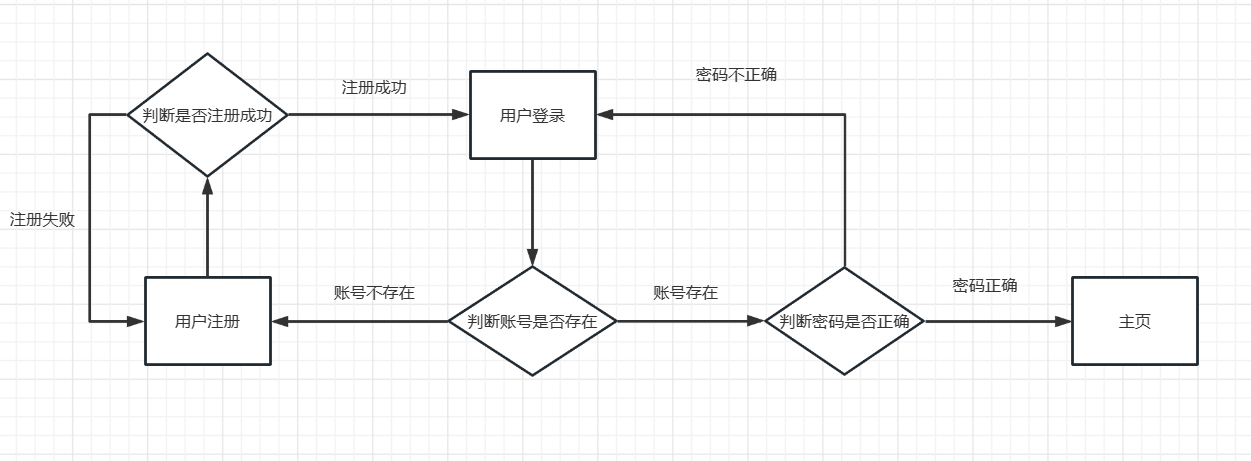 注册成功
密码不正确
判断是否注册成功
用户登录
注册失败
账号不存在
账号存在
密码正确
用户注册
判断账号是否存在
判断密码是否正确
主页